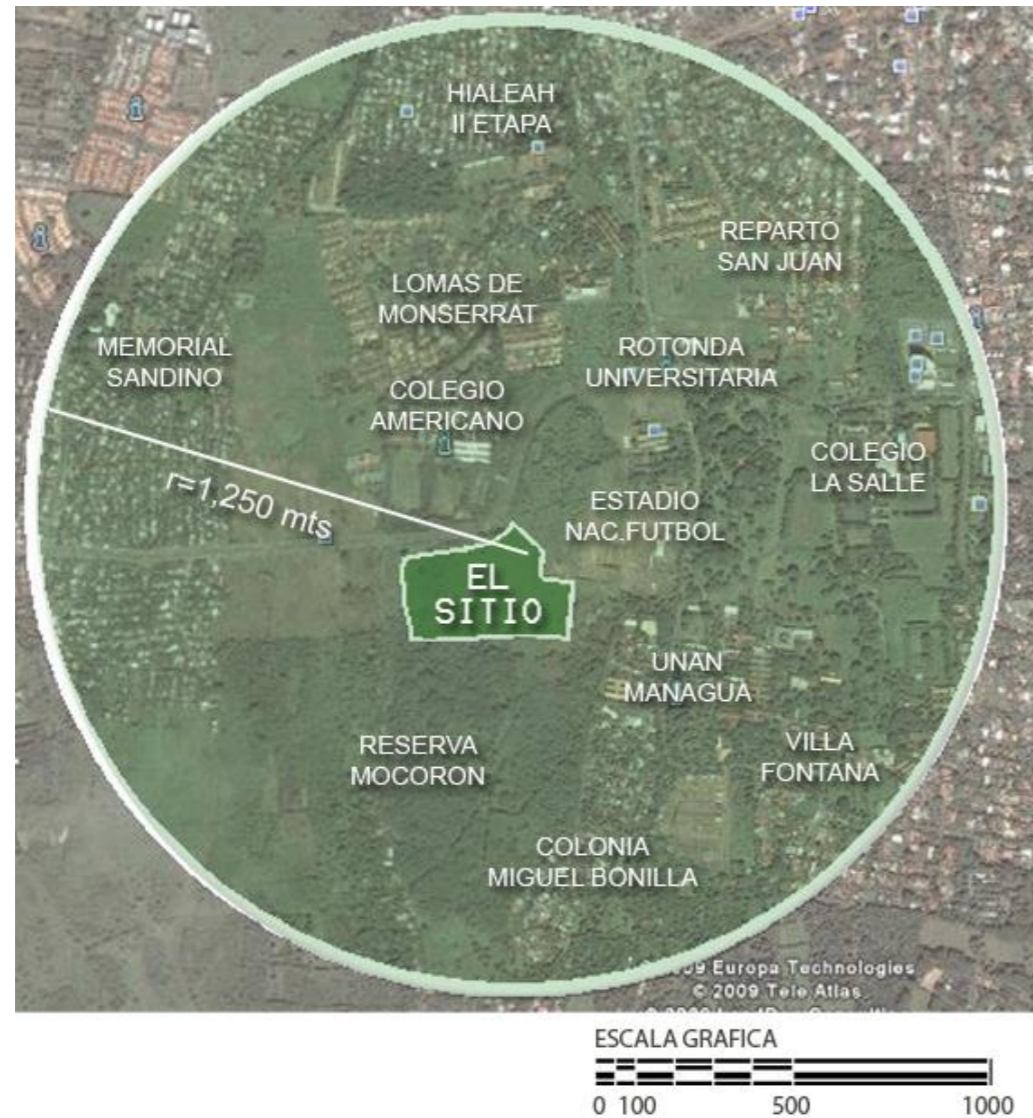 HIALEAH
II ETAPA
REPARTO
SAN JUAN
LOMAS DE
MONSERRAT
MEMORIAL
SANDINO
ROTONDA
UNIVERSITARIA
COLEGIO
AMERICANO
COLEGIO
LA SALLE
r=1,250 mts
ESTADIO
NAC.FUTBOL
EL
SITIO
UNAN
MANAGUA
RESERVA
MOCORON
VILLA
FONTANA
COLONIA
MIGUEL BONILLA
Europa Technologies
© 2009 Tele Atlas
ESCALA GRAFICA
0 100 500 1000